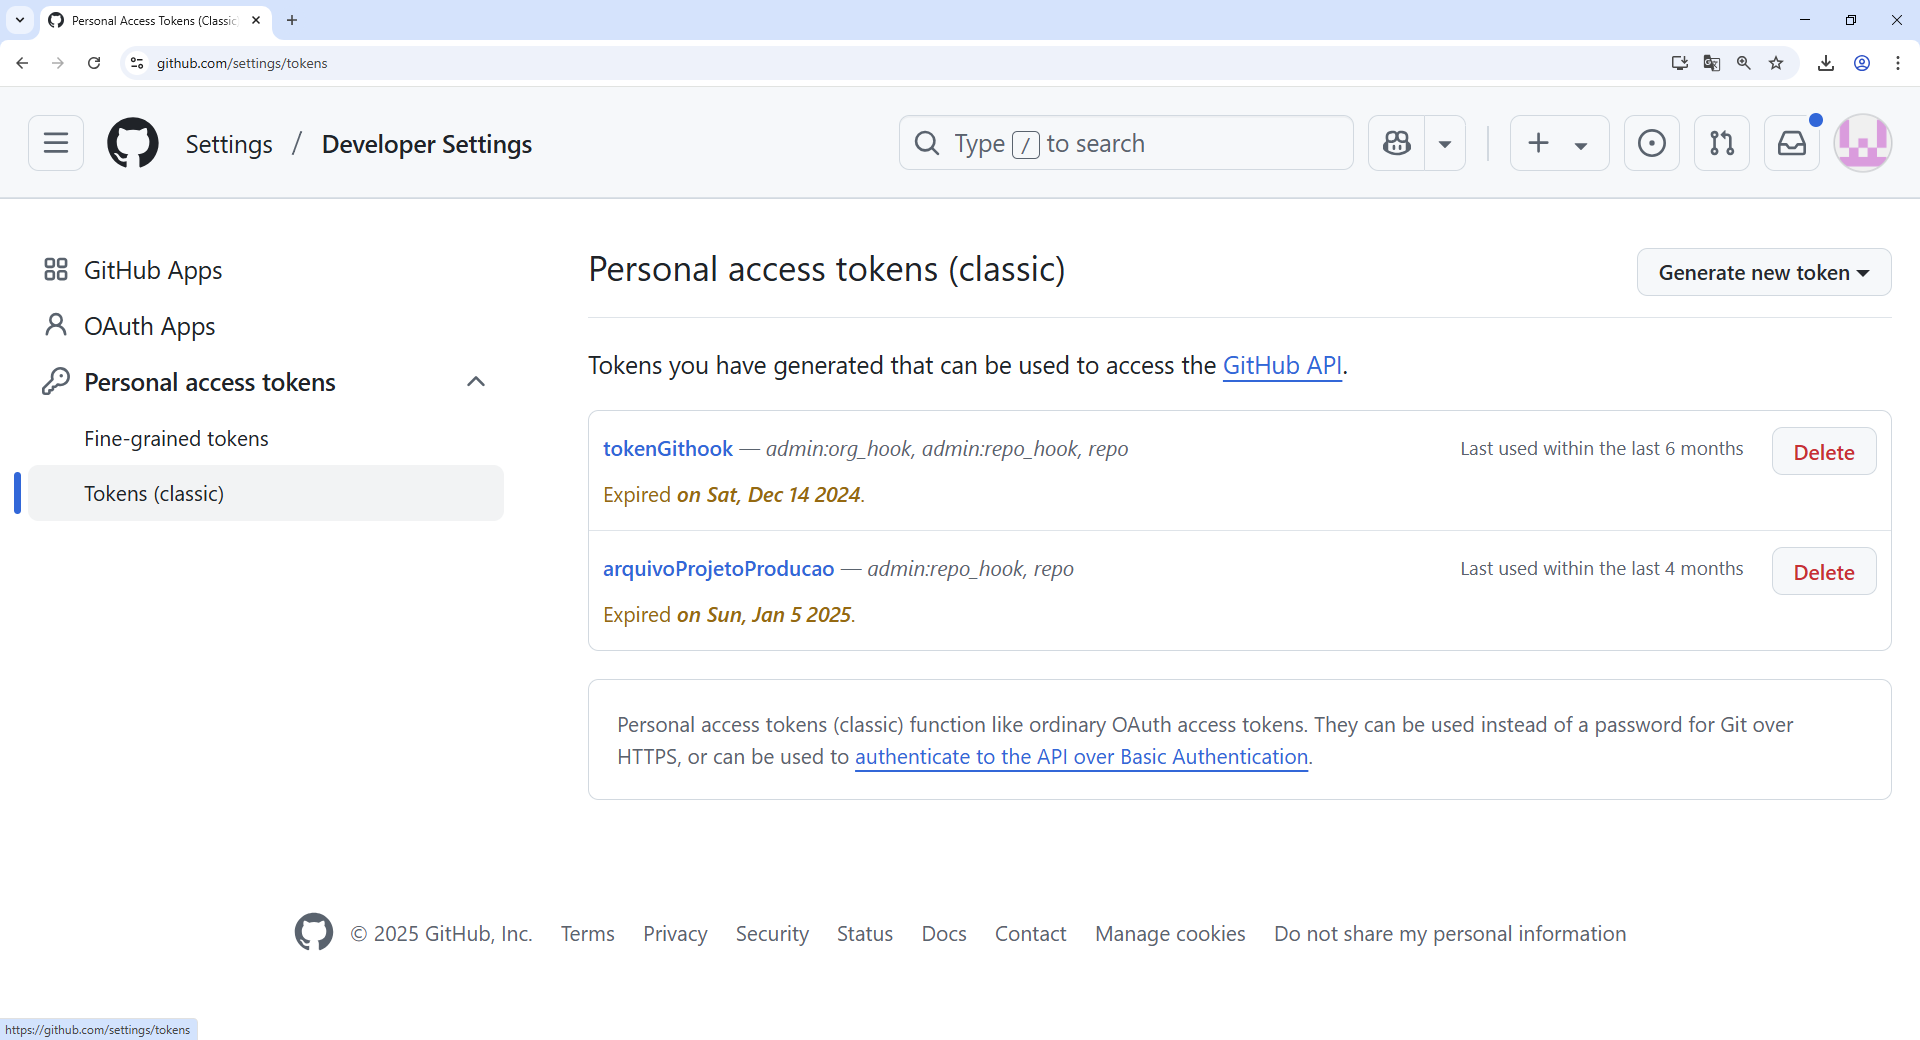 Personal Access Tokens (Classic)
github.com/settings/tokens
Settings / Developer Settings
Type / to search
GitHub Apps
OAuth Apps
Personal access tokens
Fine-grained tokens
Tokens (classic)
Personal access tokens (classic)
Generate new token
Tokens you have generated that can be used to access the GitHub API.
tokenGithook — admin:org_hook, admin:repo_hook, repo
Last used within the last 6 months
Delete
Expired on Sat, Dec 14 2024.
arquivoProjetoProducao — admin:repo_hook, repo
Last used within the last 4 months
Delete
Expired on Sun, Jan 5 2025.
Personal access tokens (classic) function like ordinary OAuth access tokens. They can be used instead of a password for Git over
HTTPS, or can be used to authenticate to the API over Basic Authentication.
© 2025 GitHub, Inc. Terms Privacy Security Status Docs Contact Manage cookies Do not share my personal information
https://github.com/settings/tokens